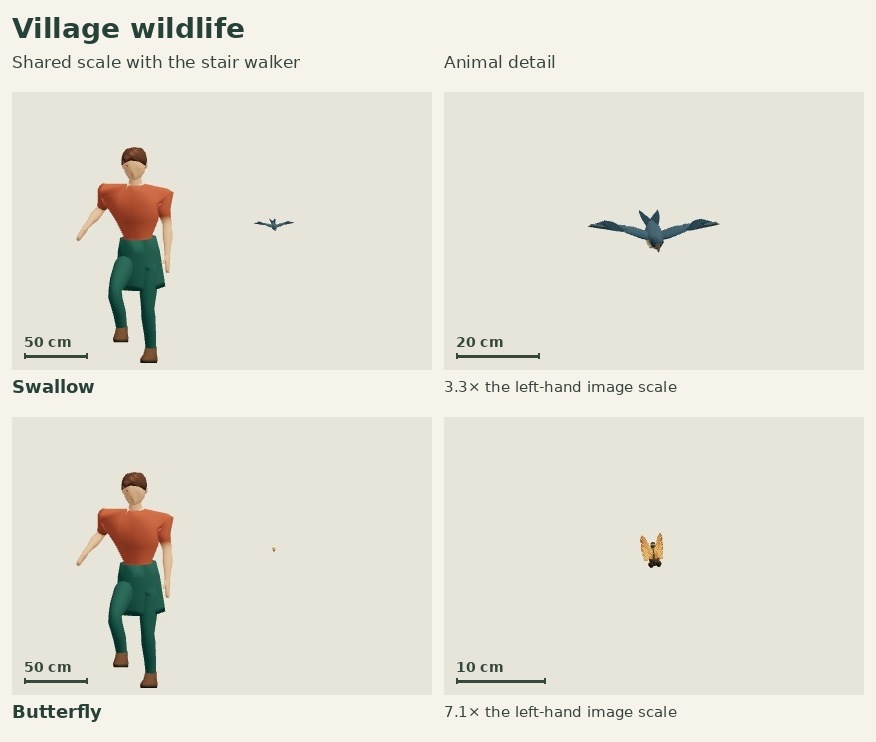 Village wildlife
Shared scale with the stair walker
Animal detail
50 cm
20 cm
Swallow
3.3× the left-hand image scale
50 cm
10 cm
Butterfly
7.1× the left-hand image scale